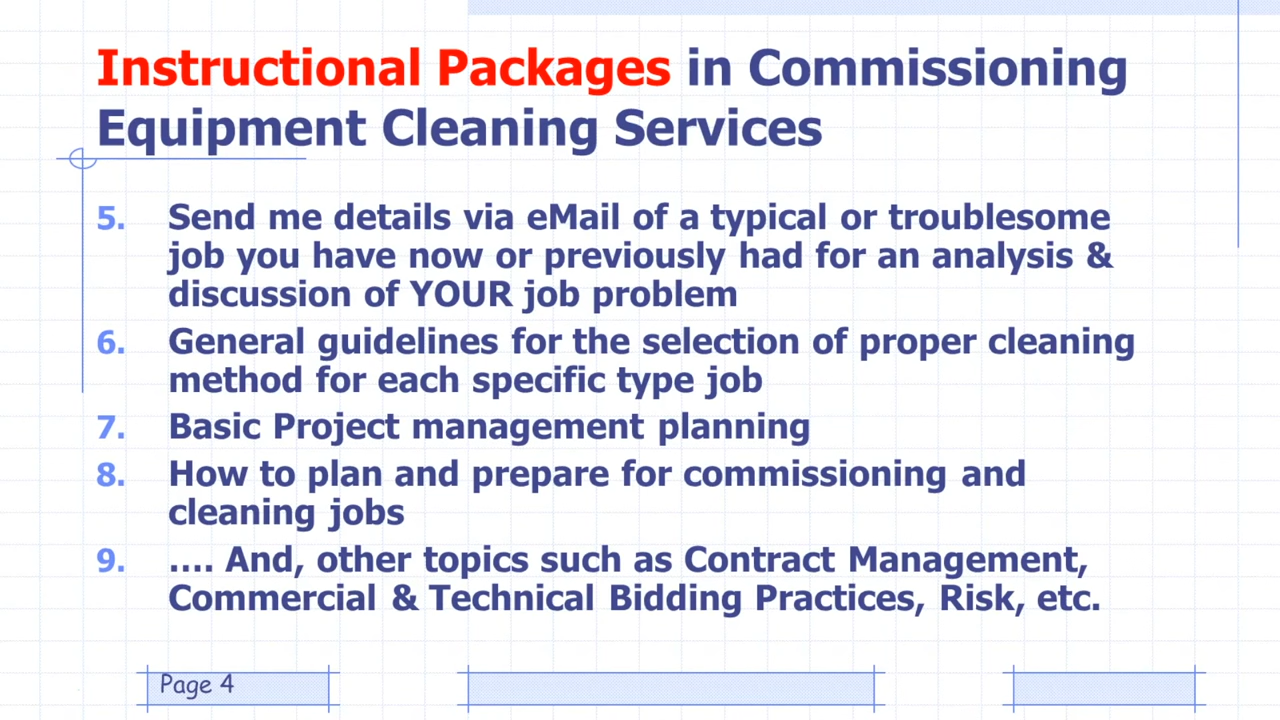 Instructional Packages in Commissioning
Equipment Cleaning Services
5. Send me details via eMail of a typical or troublesome
job you have now or previously had for an analysis &
discussion of YOUR job problem
6. General guidelines for the selection of proper cleaning
method for each specific type job
7. Basic Project management planning
8. How to plan and prepare for commissioning and
cleaning jobs
9. .... And, other topics such as Contract Management,
Commercial & Technical Bidding Practices, Risk, etc.
Page 4